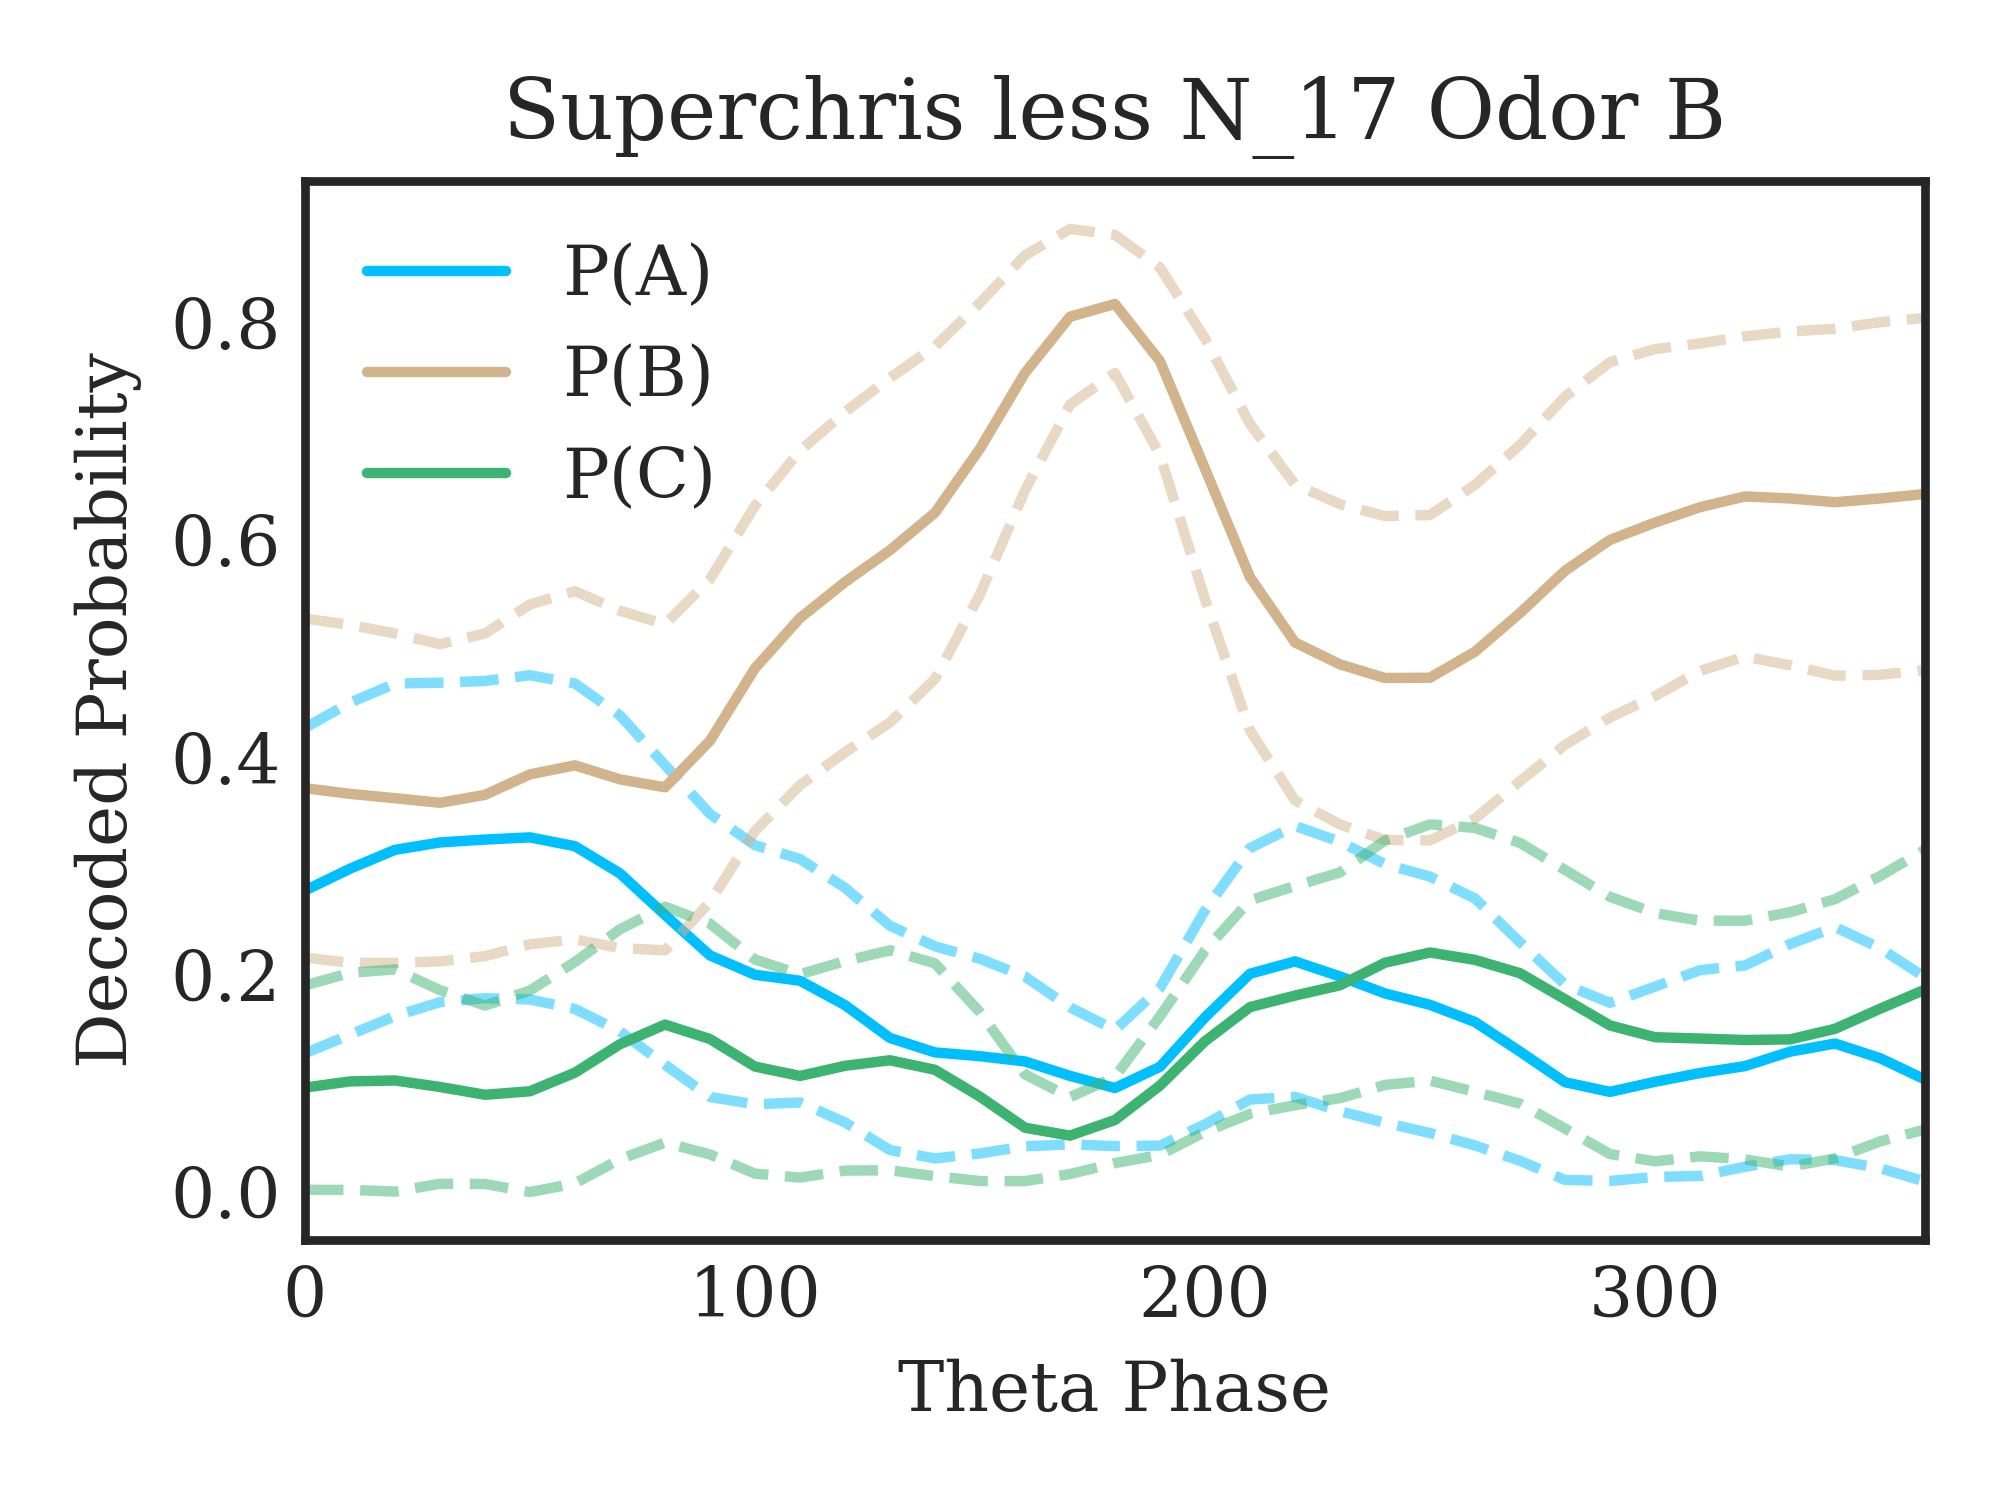 Superchris less N_17 Odor B
P(A)
P(B)
P(C)
Decoded Probability
0.8
0.6
0.4
0.2
0.0
0 100 200 300
Theta Phase